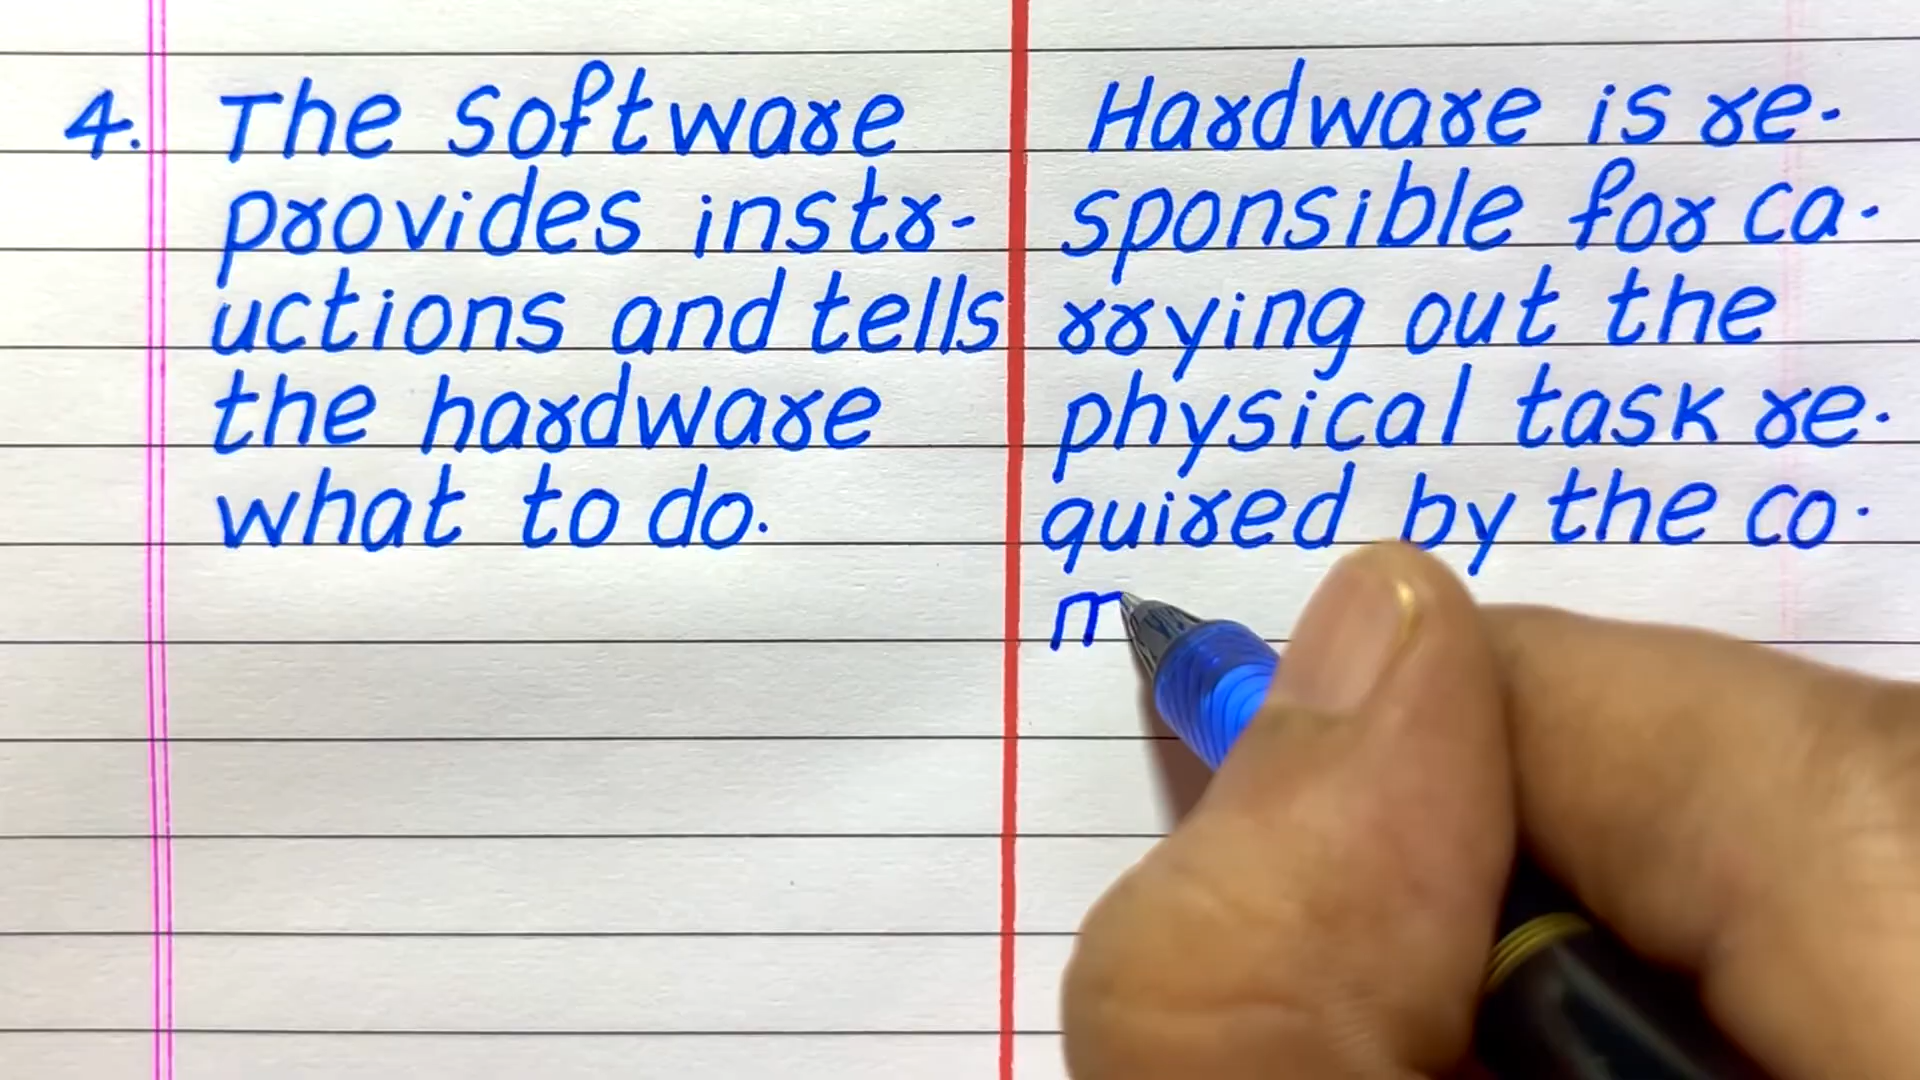 4. The software
provides instr-
uctions and tells
the hardware
what to do.
Hardware is re-
sponsible for ca-
rrying out the
physical task re-
quired by the co-
m